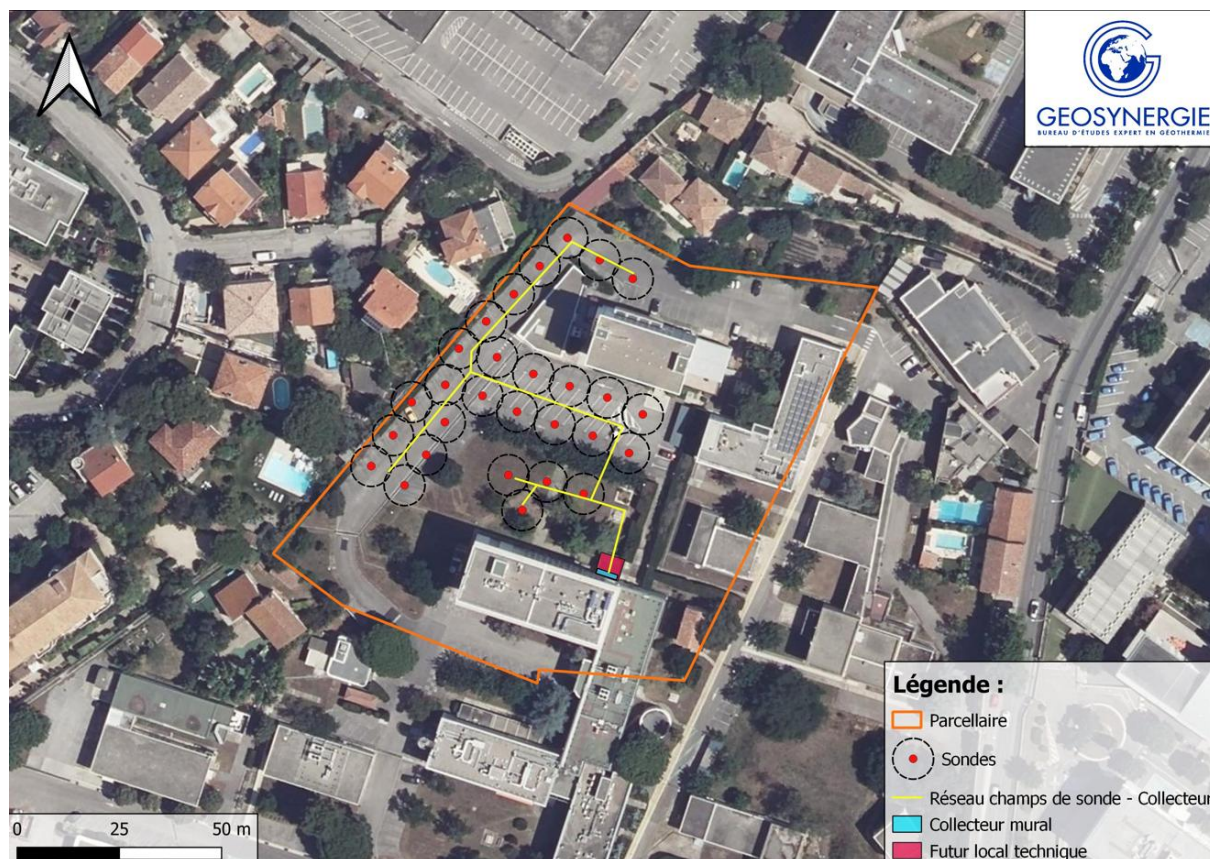 GEOSYNERGIE
BUREAU D'ÉTUDES EXPERT EN GÉOTHERMIE
Légende :
Parcellaire
Sondes
Réseau champs de sonde - Collecteur
Collecteur mural
Futur local technique
0 25 50 m